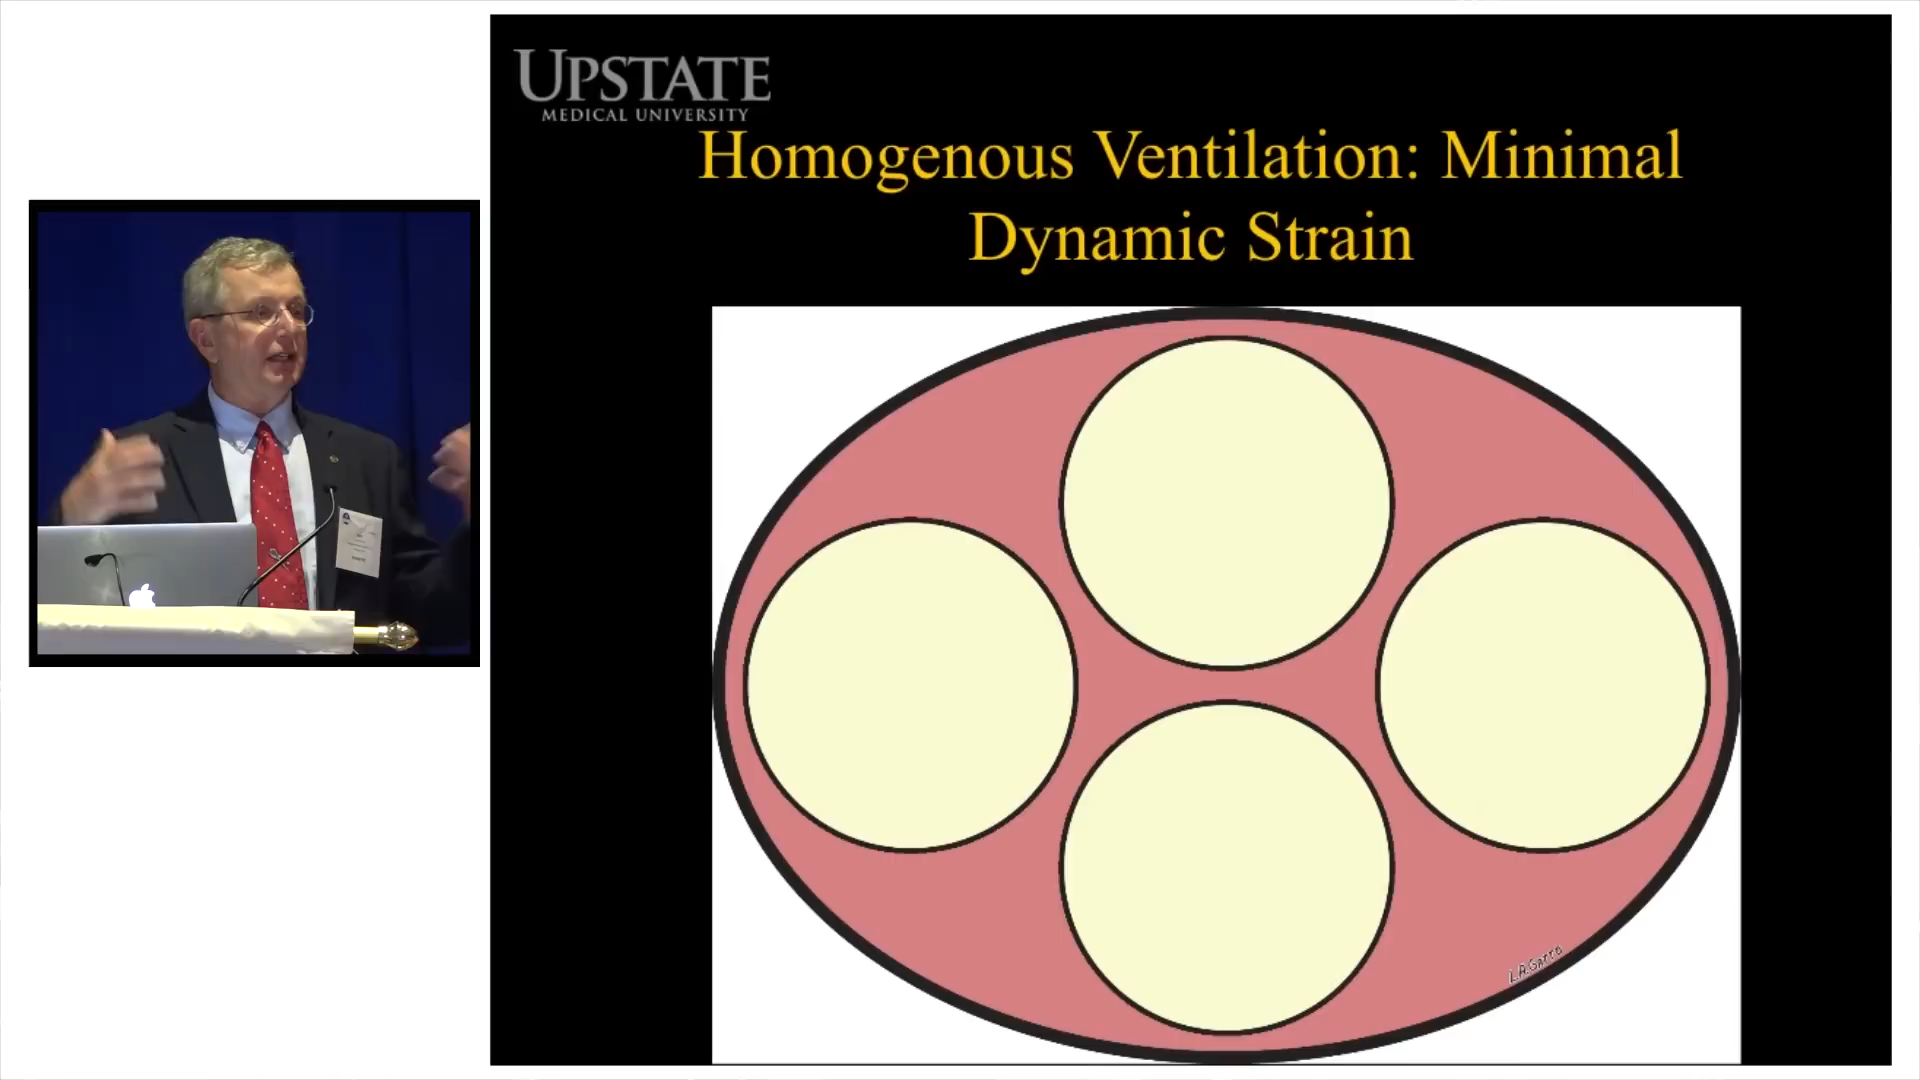 UPSTATE
MEDICAL UNIVERSITY
Homogenous Ventilation: Minimal
Dynamic Strain
L.A.GATTO